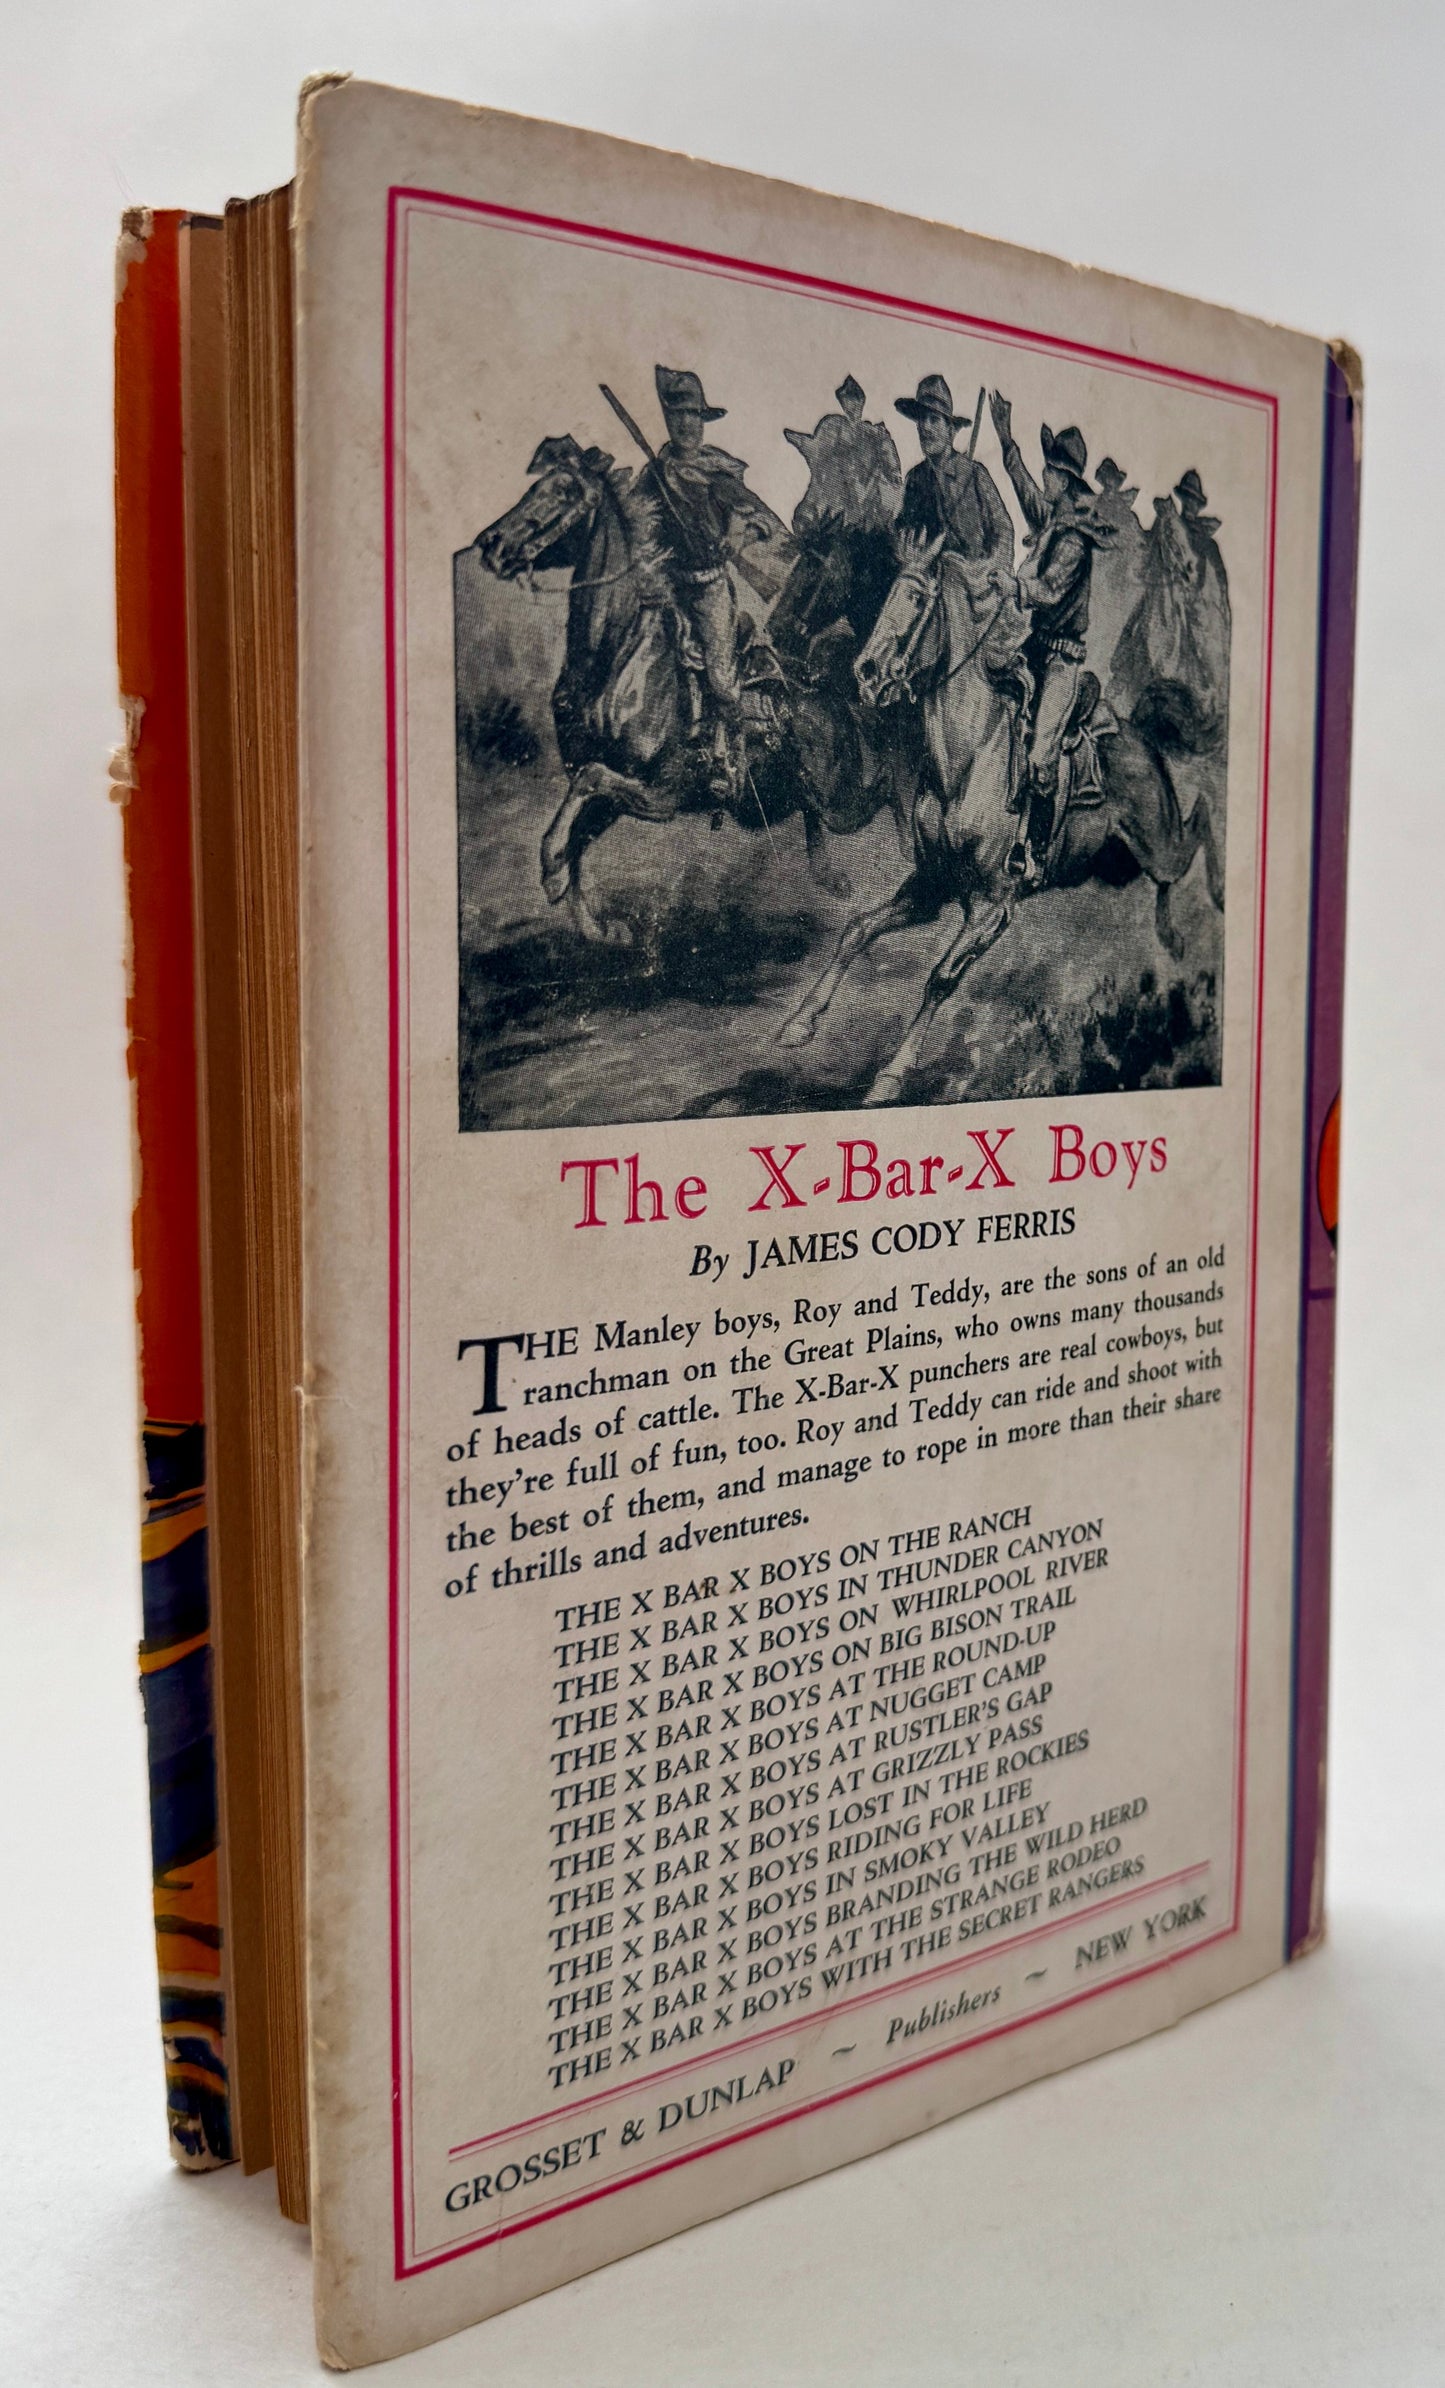 The X-Bar-X Boys
By JAMES CODY FERRIS
THE Manley boys, Roy and Teddy, are the sons of an old
ranchman on the Great Plains, who owns many thousands
of heads of cattle. The X-Bar-X punchers are real cowboys, but
they're full of fun, too. Roy and Teddy can ride and shoot with
the best of them, and manage to rope in more than their share
of thrills and adventures.
THE X BAR X BOYS ON THE RANCH
THE X BAR X BOYS IN THUNDER CANYON
THE X BAR X BOYS ON WHIRLPOOL RIVER
THE X BAR X BOYS ON BIG BISON TRAIL
THE X BAR X BOYS AT THE ROUND-UP
THE X BAR X BOYS AT NUGGET CAMP
THE X BAR X BOYS AT RUSTLER'S GAP
THE X BAR X BOYS AT GRIZZLY PASS
THE X BAR X BOYS LOST IN THE ROCKIES
THE X BAR X BOYS RIDING FOR LIFE
THE X BAR X BOYS IN SMOKY VALLEY
THE X BAR X BOYS BRANDING THE WILD HERD
THE X BAR X BOYS AT THE STRANGE RODEO
THE X BAR X BOYS WITH THE SECRET RANGERS
GROSSET & DUNLAP ~ Publishers ~ NEW YORK